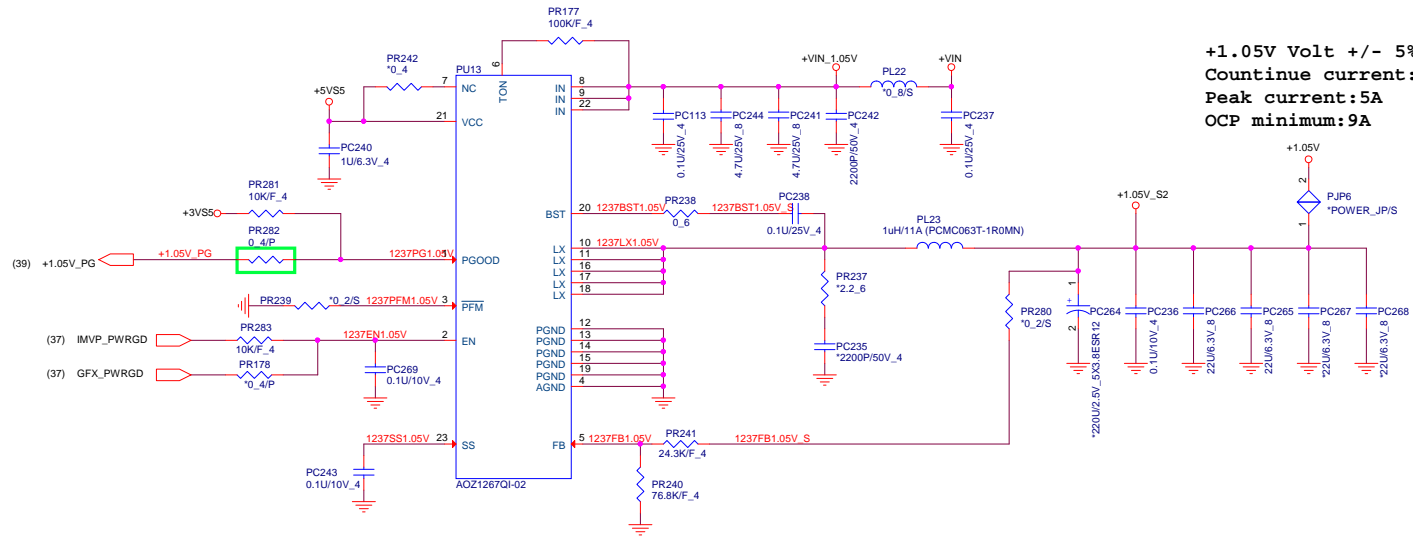 PR177
100K/F_4
+1.05V Volt +/- 5%
Countinue current:
Peak current:5A
OCP minimum:9A
+VIN_1.05V
+VIN
PL22
*0_8/S
PR242
*0_4
PU13
6
TON
+5VS5
7
NC
21
VCC
IN
8
IN
9
IN
22
PC113
0.1U/25V_4
PC244
4.7U/25V_8
PC241
4.7U/25V_8
PC242
2200P/50V_4
PC237
0.1U/25V_4
PC240
1U/6.3V_4
+1.05V
2
PJP6
*POWER_JP/S
1
PR281
10K/F_4
+3VS5
PR282
0_4/P
(39) +1.05V_PG
+1.05V_PG
1237PG1.05V
1
PGOOD
BST
20
1237BST1.05V
PR238
0_6
1237BST1.05V_S
PC238
0.1U/25V_4
+1.05V_S2
PL23
1uH/11A (PCMC063T-1R0MN)
LX
10
1237LX1.05V
LX
11
LX
16
LX
17
LX
18
PR237
*2.2_6
PR239
*0_2/S
1237PFM1.05V
3
PFM
PR280
*0_2/S
1
+
PC264
2
*220U/2.5V_5X3.8ESR12
PC236
0.1U/10V_4
PC266
22U/6.3V_8
PC265
22U/6.3V_8
PC267
*22U/6.3V_8
PC268
*22U/6.3V_8
(37) IMVP_PWRGD
PR283
10K/F_4
1237EN1.05V
2
EN
PGND
12
PGND
13
PGND
14
PGND
15
PGND
19
AGND
4
PC235
*2200P/50V_4
(37) GFX_PWRGD
PR178
*0_4/P
PC269
0.1U/10V_4
1237SS1.05V
23
SS
FB
5
1237FB1.05V
PR241
24.3K/F_4
1237FB1.05V_S
PC243
0.1U/10V_4
PR240
76.8K/F_4
AOZ1267QI-02